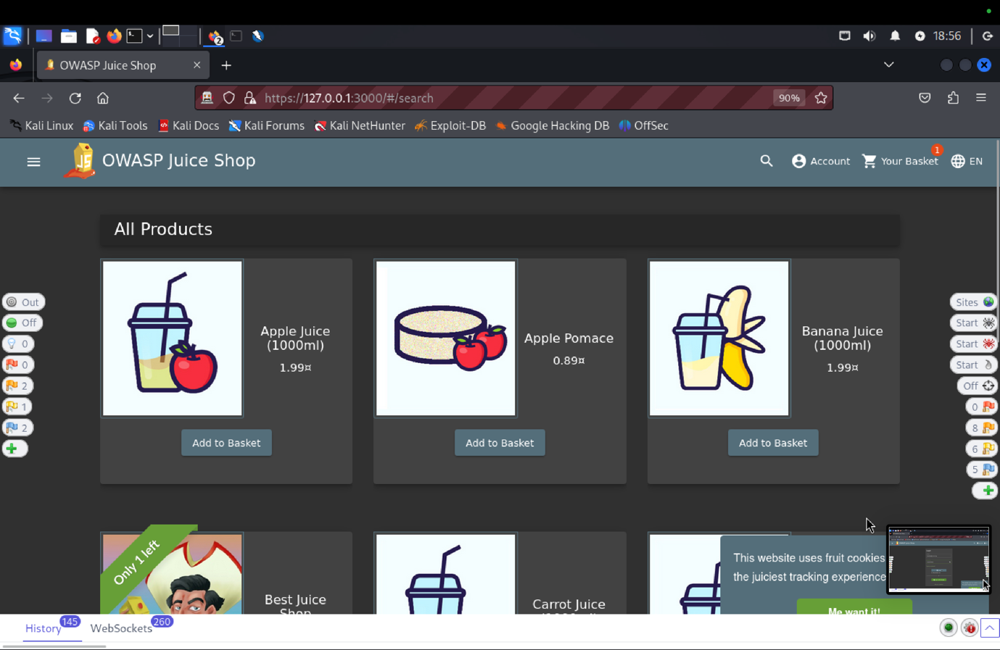 18:56
OWASP Juice Shop
https://127.0.0.1:3000/#/search
90%
Kali Linux
Kali Tools
Kali Docs
Kali Forums
Kali NetHunter
Exploit-DB
Google Hacking DB
OffSec
OWASP Juice Shop
Account
Your Basket
1
EN
All Products
Apple Juice
(1000ml)
1.99¤
Add to Basket
Apple Pomace
0.89¤
Add to Basket
Banana Juice
(1000ml)
1.99¤
Add to Basket
Out
Off
0
0
2
1
2
Sites
Start
Start
Start
Off
0
8
6
5
Only 1 left
Best Juice
Shop
Carrot Juice
This website uses fruit cookies
the juiciest tracking experience
Me want it!
History
145
WebSockets
260